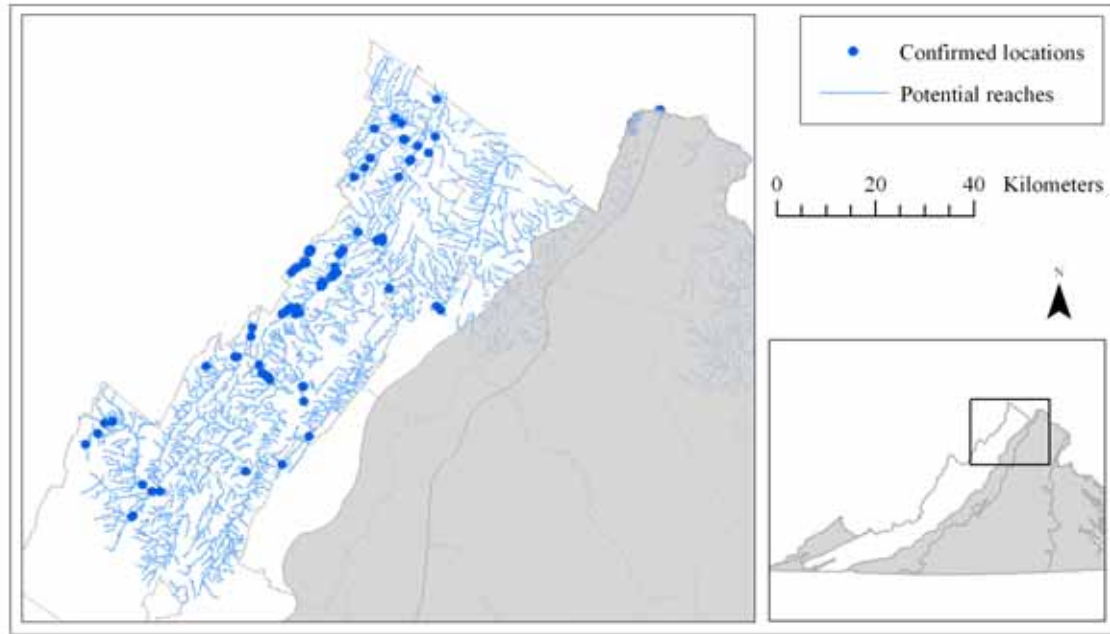 Confirmed locations
Potential reaches
0 20 40 Kilometers
N